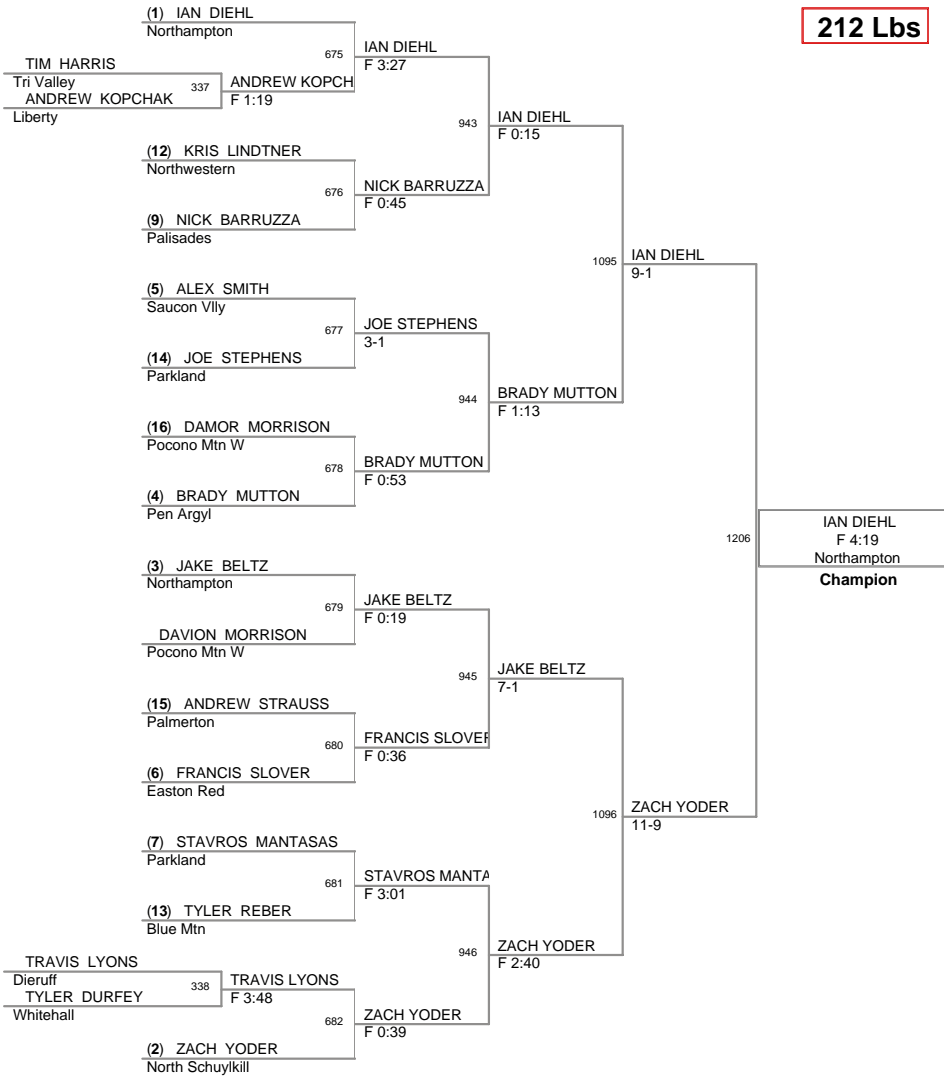 212 Lbs
(1) IAN DIEHL
Northampton
675
IAN DIEHL
F 3:27
TIM HARRIS
Tri Valley
337
ANDREW KOPCH
F 1:19
ANDREW KOPCHAK
Liberty
943
IAN DIEHL
F 0:15
(12) KRIS LINDTNER
Northwestern
676
NICK BARRUZZA
F 0:45
(9) NICK BARRUZZA
Palisades
1095
IAN DIEHL
9-1
(5) ALEX SMITH
Saucon Vlly
677
JOE STEPHENS
3-1
(14) JOE STEPHENS
Parkland
944
BRADY MUTTON
F 1:13
(16) DAMOR MORRISON
Pocono Mtn W
678
BRADY MUTTON
F 0:53
(4) BRADY MUTTON
Pen Argyl
1206
IAN DIEHL
F 4:19
Northampton
Champion
(3) JAKE BELTZ
Northampton
679
JAKE BELTZ
F 0:19
DAVION MORRISON
Pocono Mtn W
945
JAKE BELTZ
7-1
(15) ANDREW STRAUSS
Palmerton
680
FRANCIS SLOVER
F 0:36
(6) FRANCIS SLOVER
Easton Red
1096
ZACH YODER
11-9
(7) STAVROS MANTASAS
Parkland
681
STAVROS MANTA
F 3:01
(13) TYLER REBER
Blue Mtn
946
ZACH YODER
F 2:40
TRAVIS LYONS
Dieruff
338
TRAVIS LYONS
F 3:48
TYLER DURFEY
Whitehall
682
ZACH YODER
F 0:39
(2) ZACH YODER
North Schuylkill